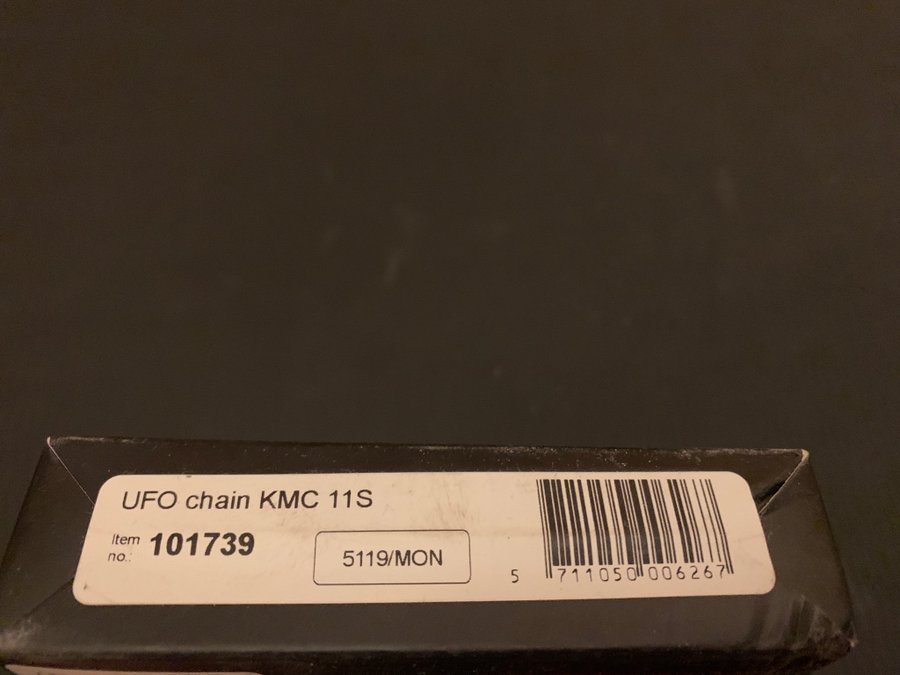 UFO chain KMC 11S
Item no.: 101739
5119/MON
5 711050 006267